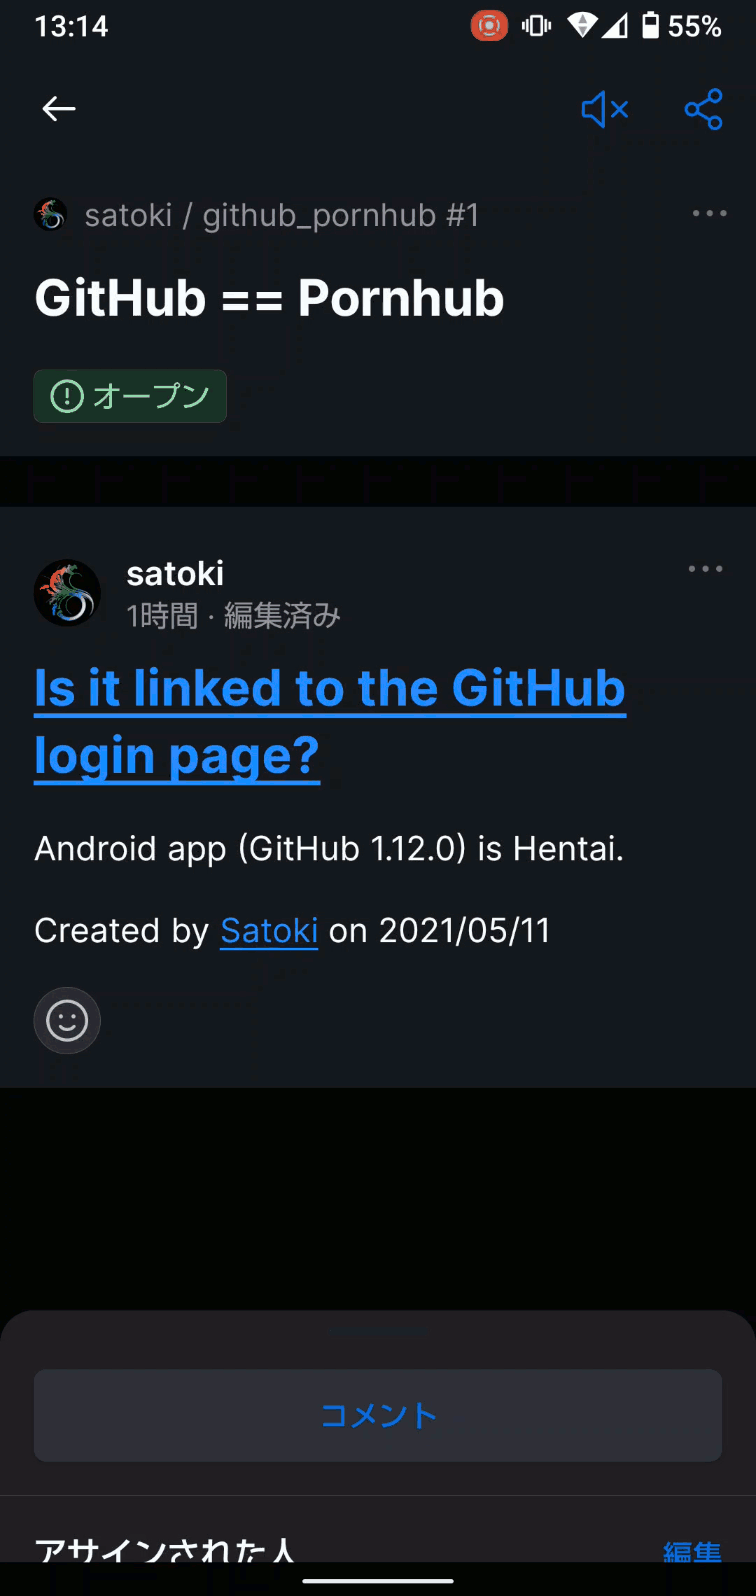 13:14
55%
satoki / github_pornhub #1
GitHub == Pornhub
オープン
satoki
1時間 · 編集済み
Is it linked to the GitHub
login page?
Android app (GitHub 1.12.0) is Hentai.
Created by Satoki on 2021/05/11
コメント
アサインされた人
編集